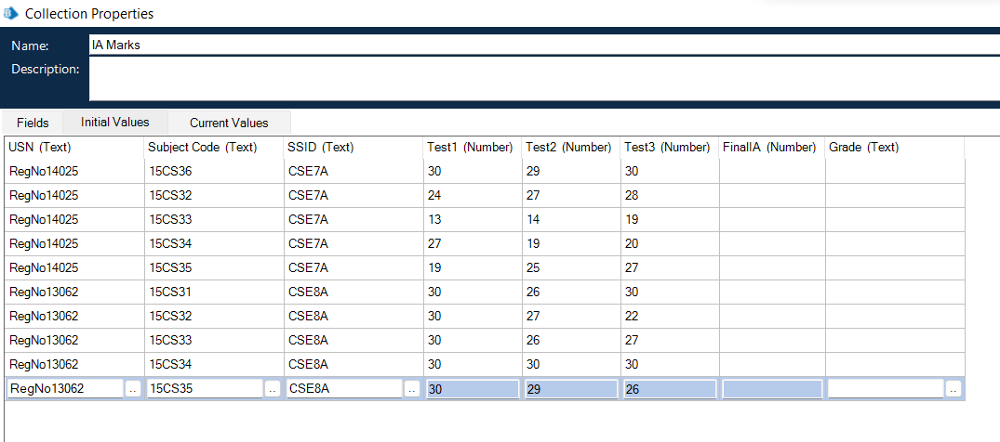 Collection Properties
Name: IA Marks
Description:
Fields Initial Values Current Values
USN (Text) Subject Code (Text) SSID (Text) Test1 (Number) Test2 (Number) Test3 (Number) FinalIA (Number) Grade (Text)
RegNo14025 15CS36 CSE7A 30 29 30
RegNo14025 15CS32 CSE7A 24 27 28
RegNo14025 15CS33 CSE7A 13 14 19
RegNo14025 15CS34 CSE7A 27 19 20
RegNo14025 15CS35 CSE7A 19 25 27
RegNo13062 15CS31 CSE8A 30 26 30
RegNo13062 15CS32 CSE8A 30 27 22
RegNo13062 15CS33 CSE8A 30 26 27
RegNo13062 15CS34 CSE8A 30 30 30
RegNo13062 .. 15CS35 .. CSE8A .. 30 29 26 ..